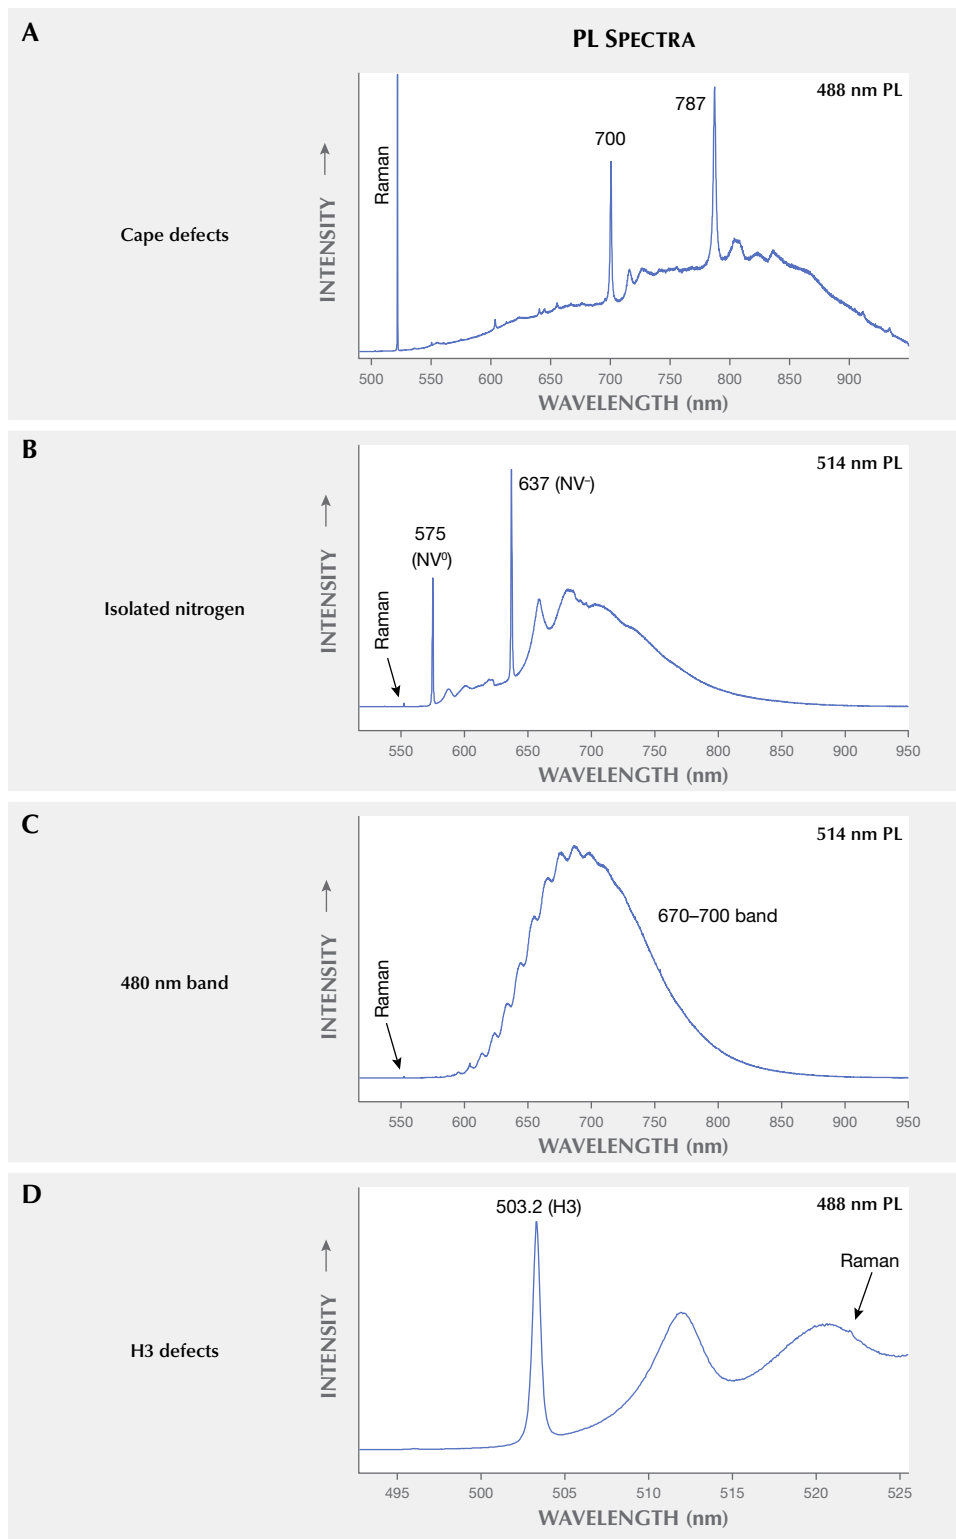 A
PL SPECTRA
488 nm PL
Cape defects
INTENSITY
Raman
700
787
500 550 600 650 700 750 800 850 900
WAVELENGTH (nm)
B
514 nm PL
Isolated nitrogen
INTENSITY
Raman
575
(NV⁰)
637 (NV⁻)
550 600 650 700 750 800 850 900 950
WAVELENGTH (nm)
C
514 nm PL
480 nm band
INTENSITY
Raman
670–700 band
550 600 650 700 750 800 850 900 950
WAVELENGTH (nm)
D
488 nm PL
H3 defects
INTENSITY
503.2 (H3)
Raman
495 500 505 510 515 520 525
WAVELENGTH (nm)